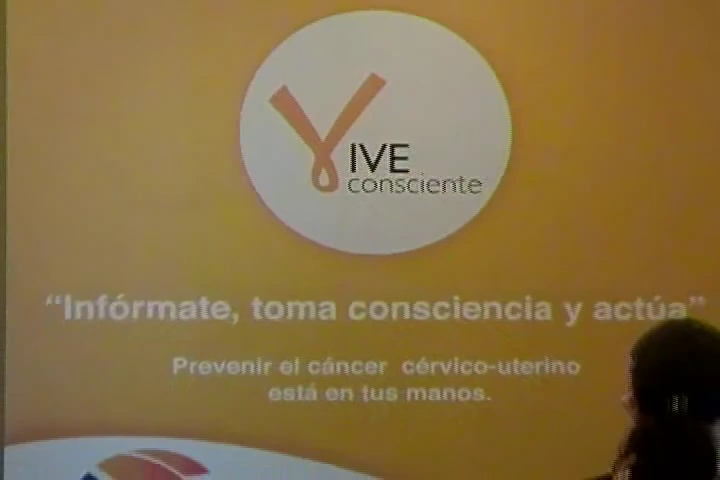 VIVE
consciente
“Infórmate, toma consciencia y actúa”
Prevenir el cáncer cérvico-uterino
está en tus manos.